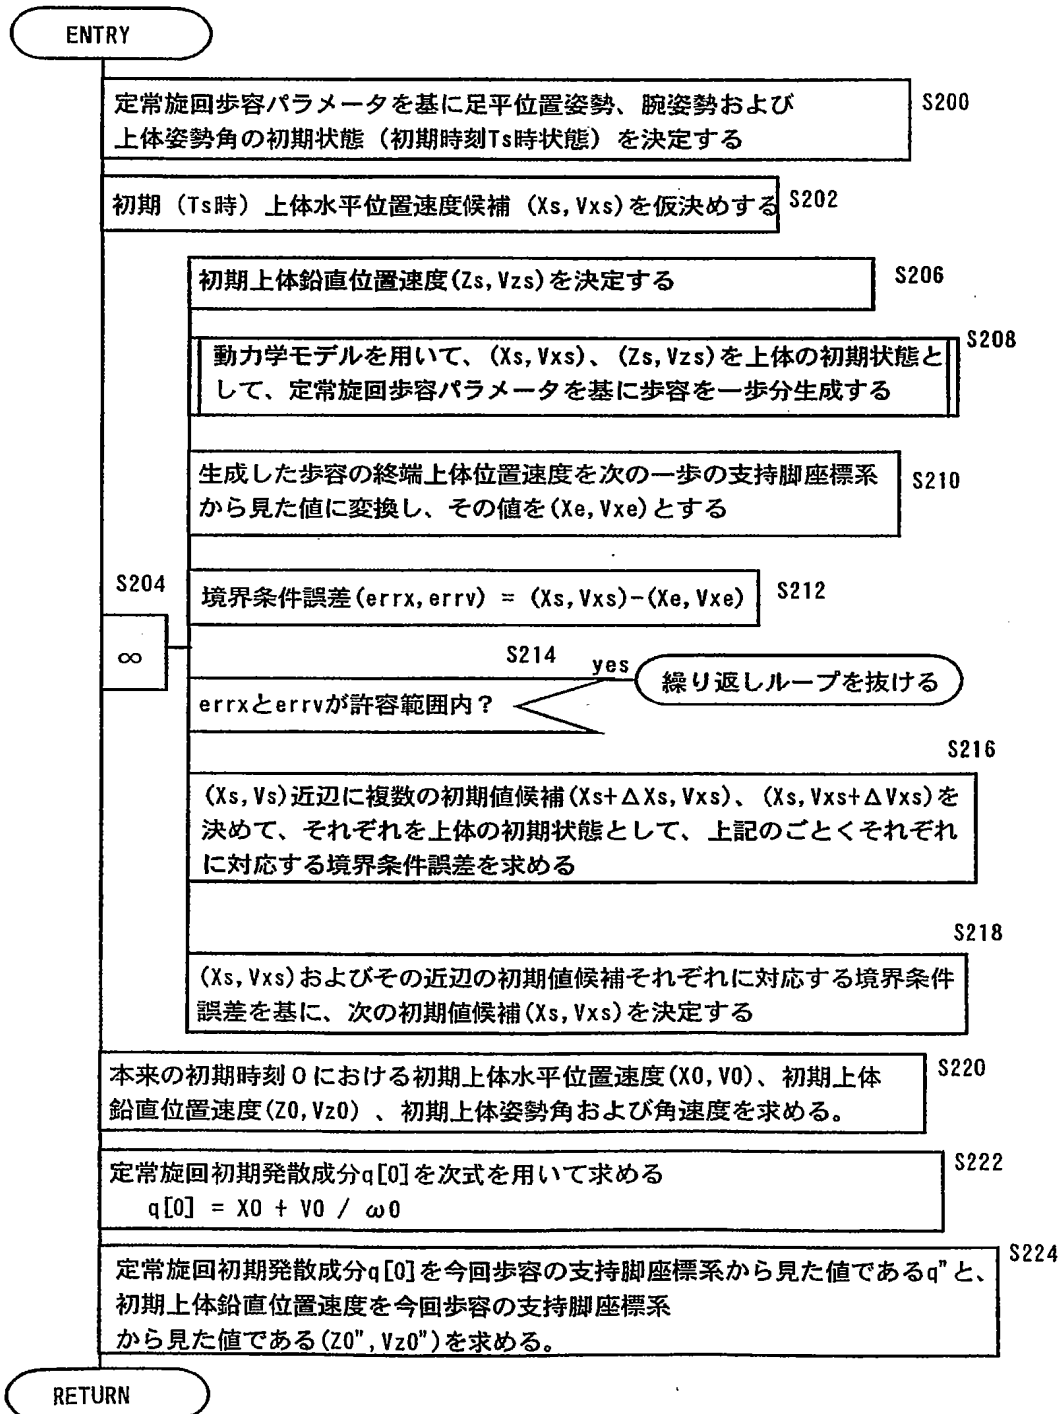 ENTRY
定常旋回歩容パラメータを基に足平位置姿勢、腕姿勢および
上体姿勢角の初期状態（初期時刻Ts時状態）を決定する
S200
初期（Ts時）上体水平位置速度候補（Xs,Vxs)を仮決めする
S202
初期上体鉛直位置速度(Zs,Vzs)を決定する
S206
動力学モデルを用いて、(Xs,Vxs)、(Zs,Vzs)を上体の初期状態と
して、定常旋回歩容パラメータを基に歩容を一歩分生成する
S208
生成した歩容の終端上体位置速度を次の一歩の支持脚座標系
から見た値に変換し、その値を(Xe,Vxe)とする
S210
S204
∞
境界条件誤差(errx,errv) = (Xs,Vxs)-(Xe,Vxe)
S212
S214
errxとerrvが許容範囲内？
yes
繰り返しループを抜ける
S216
(Xs,Vs)近辺に複数の初期値候補(Xs+ΔXs,Vxs)、(Xs,Vxs+ΔVxs)を
決めて、それぞれを上体の初期状態として、上記のごとくそれぞれ
に対応する境界条件誤差を求める
S218
(Xs,Vxs)およびその近辺の初期値候補それぞれに対応する境界条件
誤差を基に、次の初期値候補(Xs,Vxs)を決定する
本来の初期時刻0における初期上体水平位置速度(X0,V0)、初期上体
鉛直位置速度(Z0,Vz0) 、初期上体姿勢角および角速度を求める。
S220
定常旋回初期発散成分q[0]を次式を用いて求める
q[0] = X0 + V0 / ω0
S222
定常旋回初期発散成分q[0]を今回歩容の支持脚座標系から見た値であるq"と、
初期上体鉛直位置速度を今回歩容の支持脚座標系
から見た値である(Z0",Vz0")を求める。
S224
RETURN